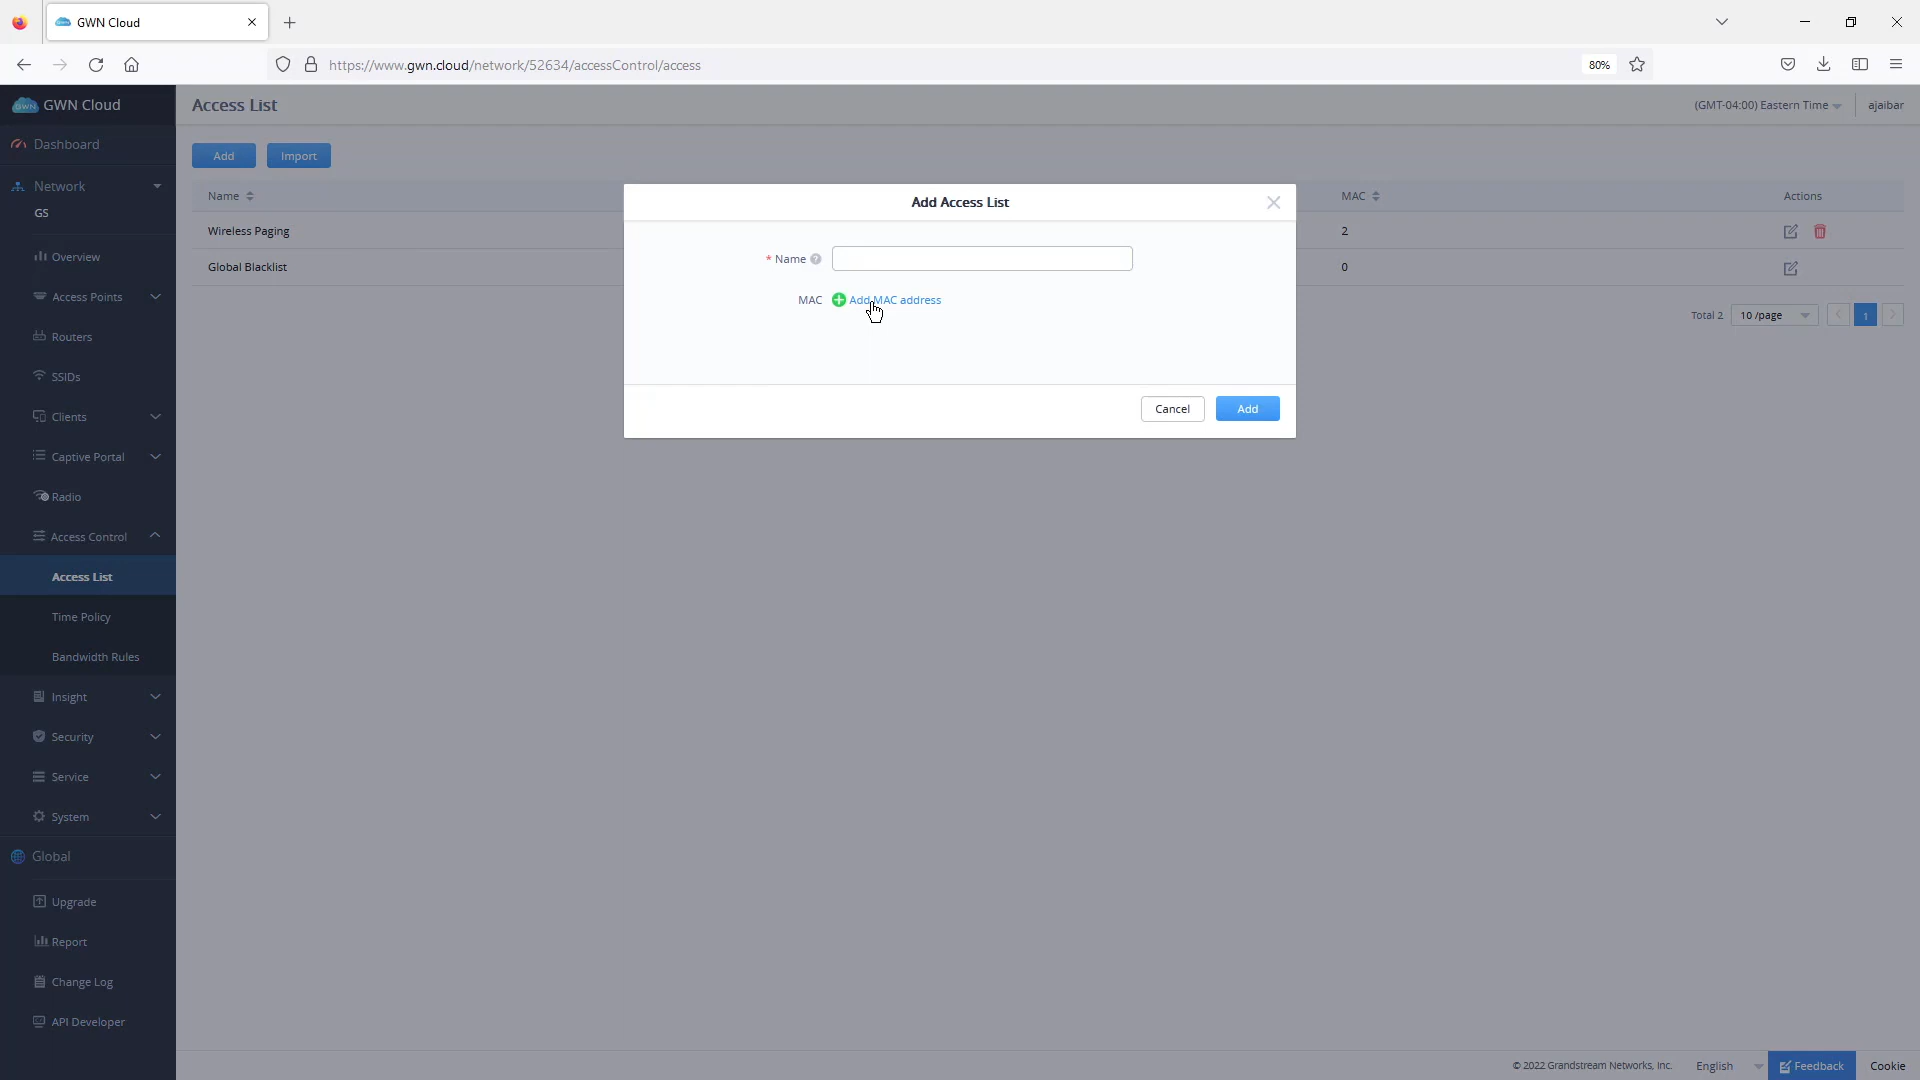 GWN Cloud
https://www.gwn.cloud/network/52634/accessControl/access
80%
GWN Cloud
Access List
(GMT-04:00) Eastern Time
ajaibar
Dashboard
Network
GS
Overview
Access Points
Routers
SSIDs
Clients
Captive Portal
Radio
Access Control
Access List
Time Policy
Bandwidth Rules
Insight
Security
Service
System
Global
Upgrade
Report
Change Log
API Developer
Add
Import
Name
MAC
Actions
Wireless Paging
2
Global Blacklist
0
Total 2
10 /page
1
Add Access List
* Name
MAC
Add MAC address
Cancel
Add
© 2022 Grandstream Networks, Inc.
English
Feedback
Cookie